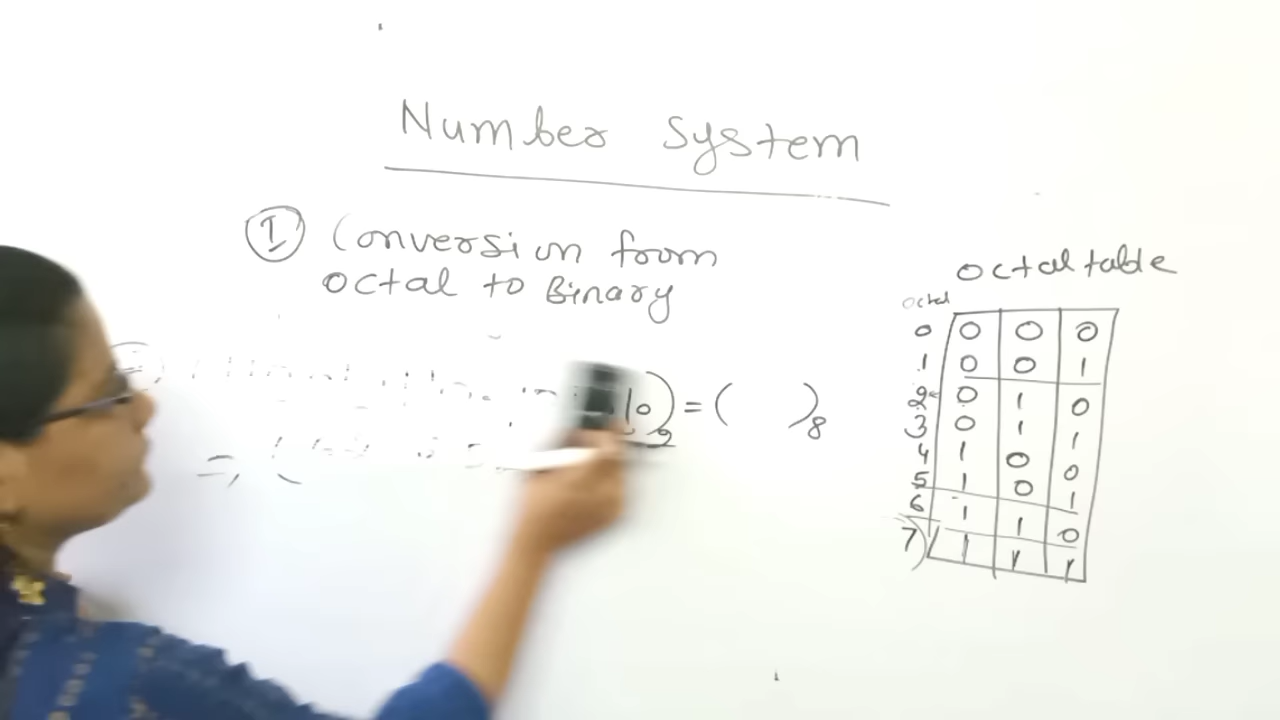 Number System
① Conversion from
octal to Binary
10)₂ = (   )₈
octal table
octal
0 0 0 0
1 0 0 1
2 0 1 0
3 0 1 1
4 1 0 0
5 1 0 1
6 1 1 0
7 1 1 1